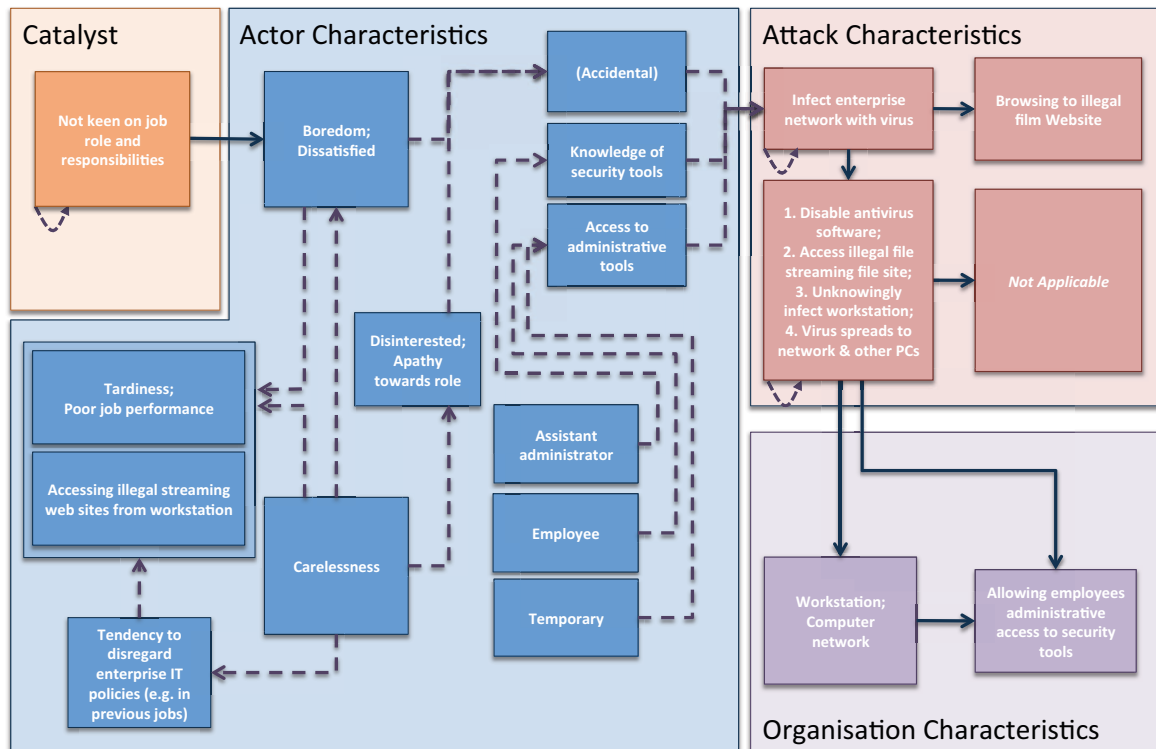 Catalyst
Not keen on job
role and
responsibilities
Actor Characteristics
Boredom;
Dissatisfied
(Accidental)
Knowledge of
security tools
Access to
administrative
tools
Disinterested;
Apathy
towards role
Tardiness;
Poor job performance
Accessing illegal streaming
web sites from workstation
Assistant
administrator
Employee
Temporary
Carelessness
Tendency to
disregard
enterprise IT
policies (e.g. in
previous jobs)
Attack Characteristics
Infect enterprise
network with virus
Browsing to illegal
film Website
1. Disable antivirus
software;
2. Access illegal file
streaming file site;
3. Unknowingly
infect workstation;
4. Virus spreads to
network & other PCs
Not Applicable
Workstation;
Computer
network
Allowing employees
administrative
access to security
tools
Organisation Characteristics